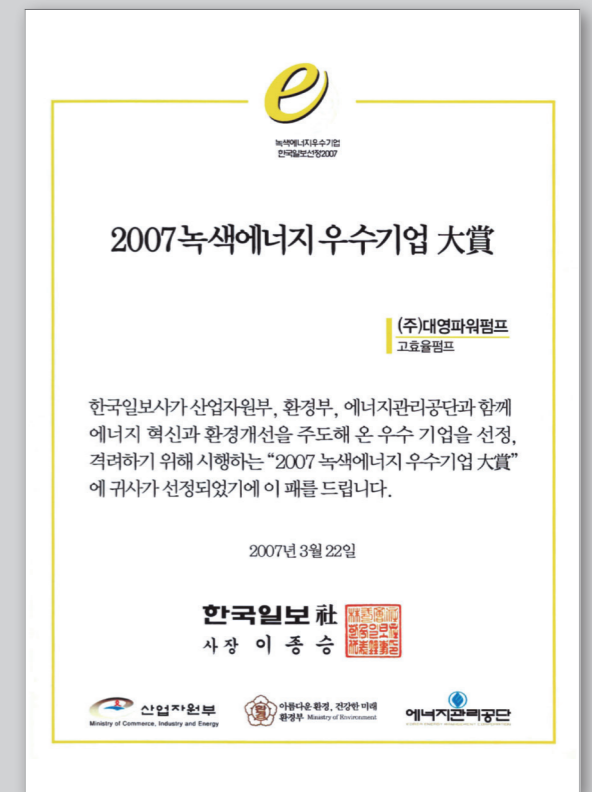 e
녹색에너지우수기업
한국일보선정2007
2007녹색에너지 우수기업 大賞
(주)대영파워펌프
고효율펌프
한국일보사가 산업자원부, 환경부, 에너지관리공단과 함께
에너지 혁신과 환경개선을 주도해 온 우수 기업을 선정,
격려하기 위해 시행하는 “2007 녹색에너지 우수기업 大賞”
에 귀사가 선정되었기에 이 패를 드립니다.
2007년 3월 22일
한국일보 社
사장 이 종 승
산업자원부
Ministry of Commerce, Industry and Energy
아름다운 환경, 건강한 미래
환경부 Ministry of Environment
에너지관리공단